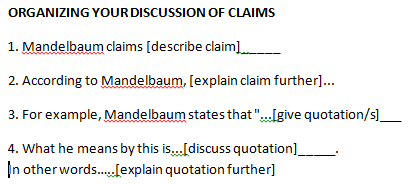 ORGANIZING YOUR DISCUSSION OF CLAIMS
1. Mandelbaum claims [describe claim]______
2. According to Mandelbaum, [explain claim further]...
3. For example, Mandelbaum states that "...[give quotation/s]___
4. What he means by this is...[discuss quotation]_____.
In other words.....[explain quotation further]